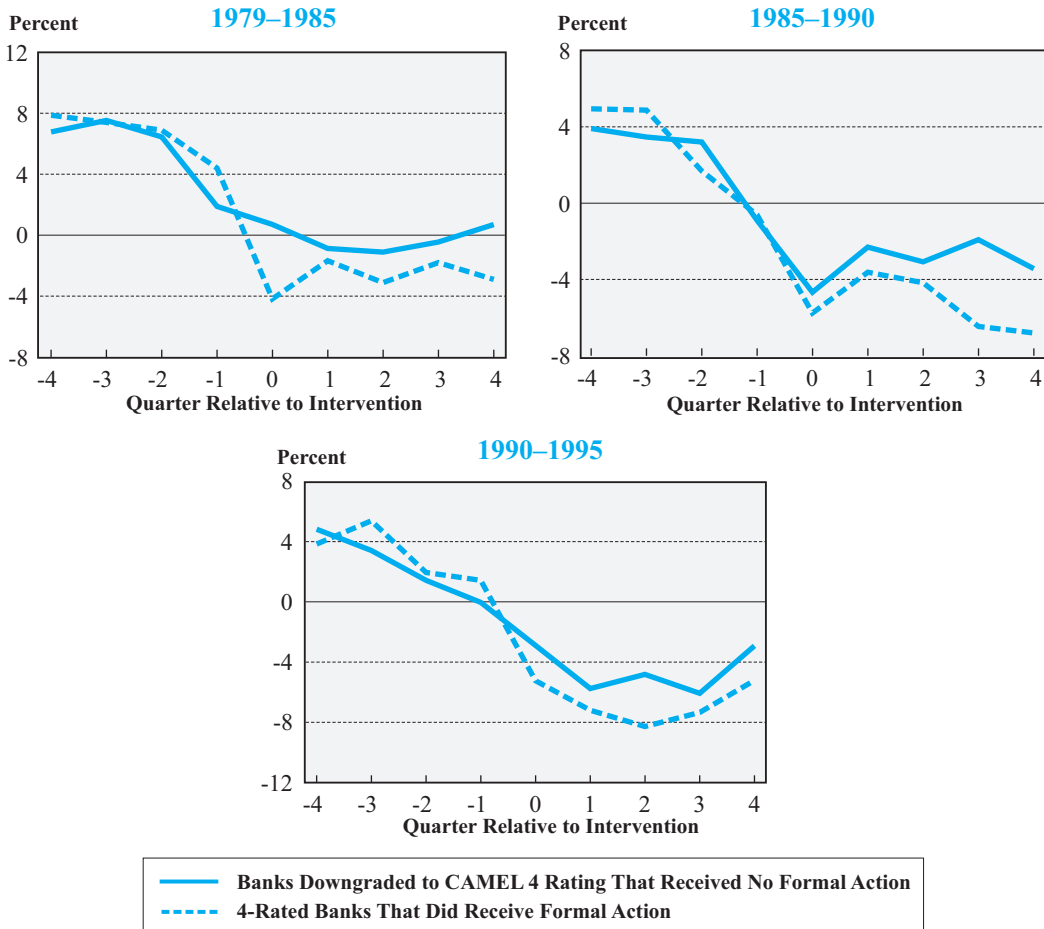 1979–1985
Percent
12
8
4
0
-4
-8
-4 -3 -2 -1 0 1 2 3 4
Quarter Relative to Intervention
1985–1990
Percent
8
4
0
-4
-8
-4 -3 -2 -1 0 1 2 3 4
Quarter Relative to Intervention
1990–1995
Percent
8
4
0
-4
-8
-12
-4 -3 -2 -1 0 1 2 3 4
Quarter Relative to Intervention
Banks Downgraded to CAMEL 4 Rating That Received No Formal Action
4-Rated Banks That Did Receive Formal Action